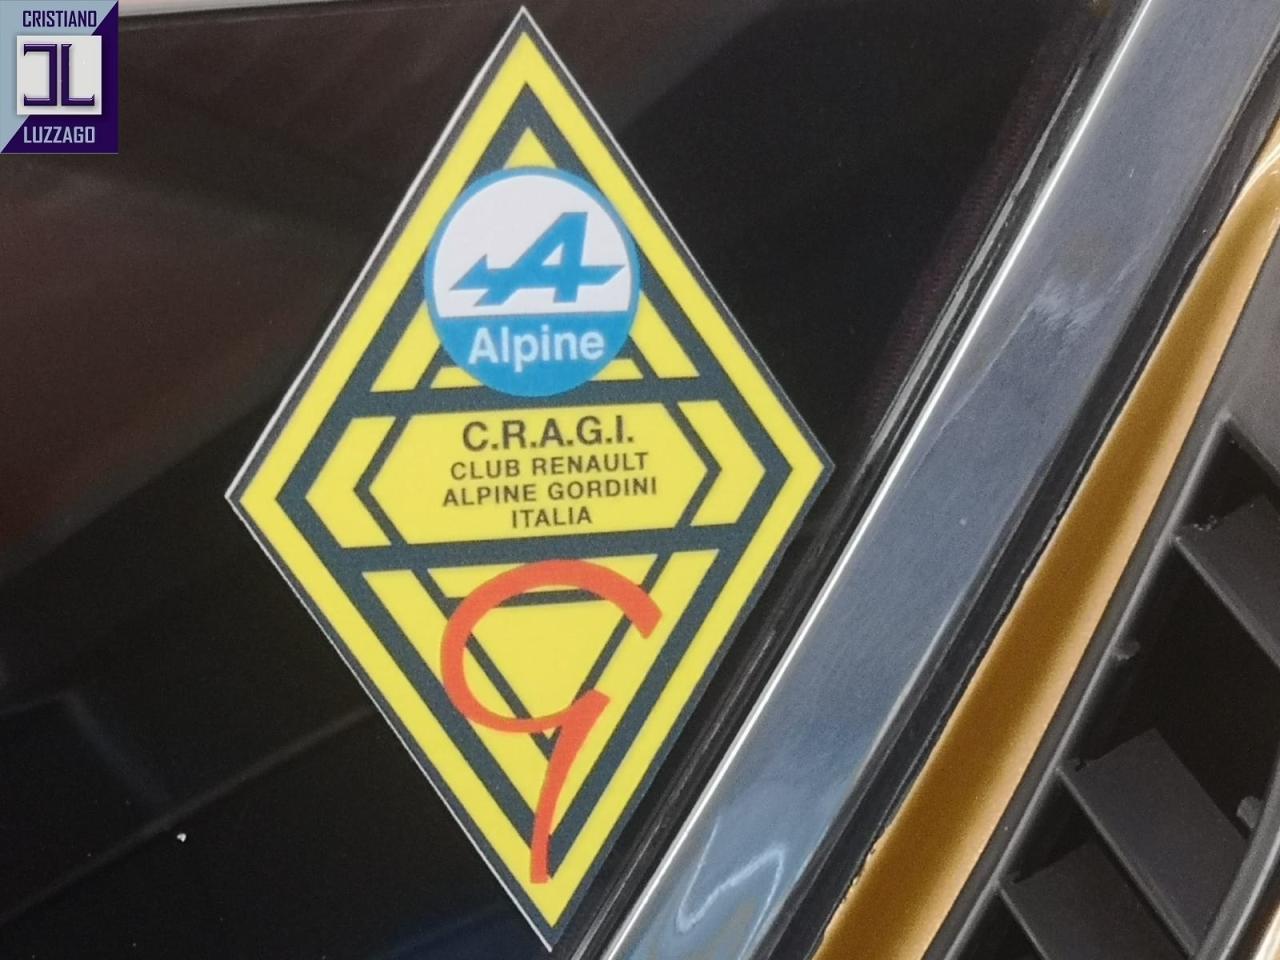 CRISTIANO
LUZZAGO
A
Alpine
C.R.A.G.I.
CLUB RENAULT
ALPINE GORDINI
ITALIA
G